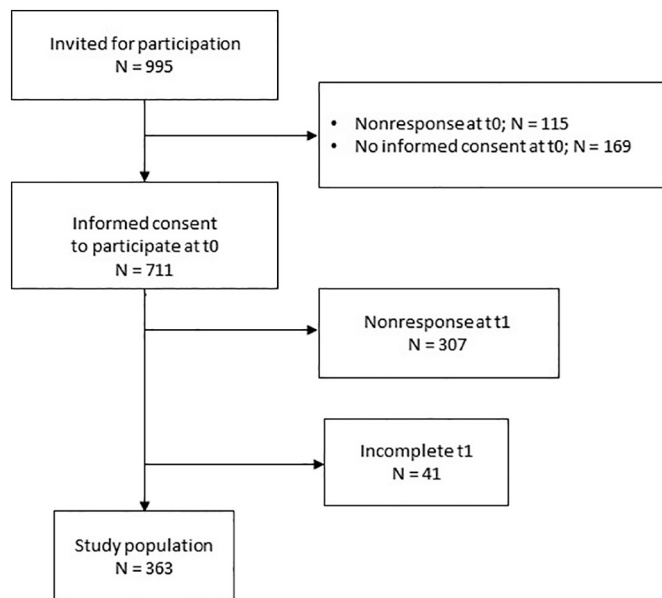 Invited for participation
N = 995
• Nonresponse at t0; N = 115
• No informed consent at t0; N = 169
Informed consent
to participate at t0
N = 711
Nonresponse at t1
N = 307
Incomplete t1
N = 41
Study population
N = 363